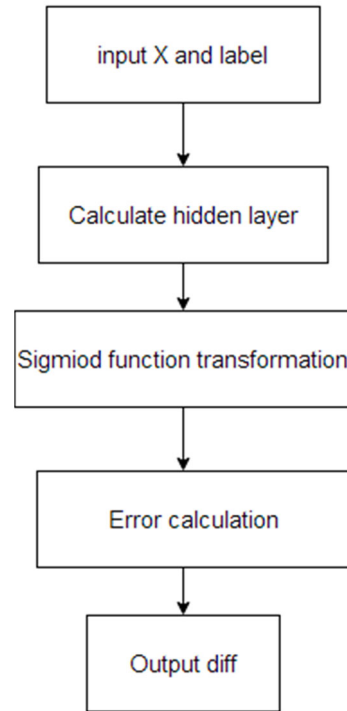 input X and label
Calculate hidden layer
Sigmiod function transformation
Error calculation
Output diff